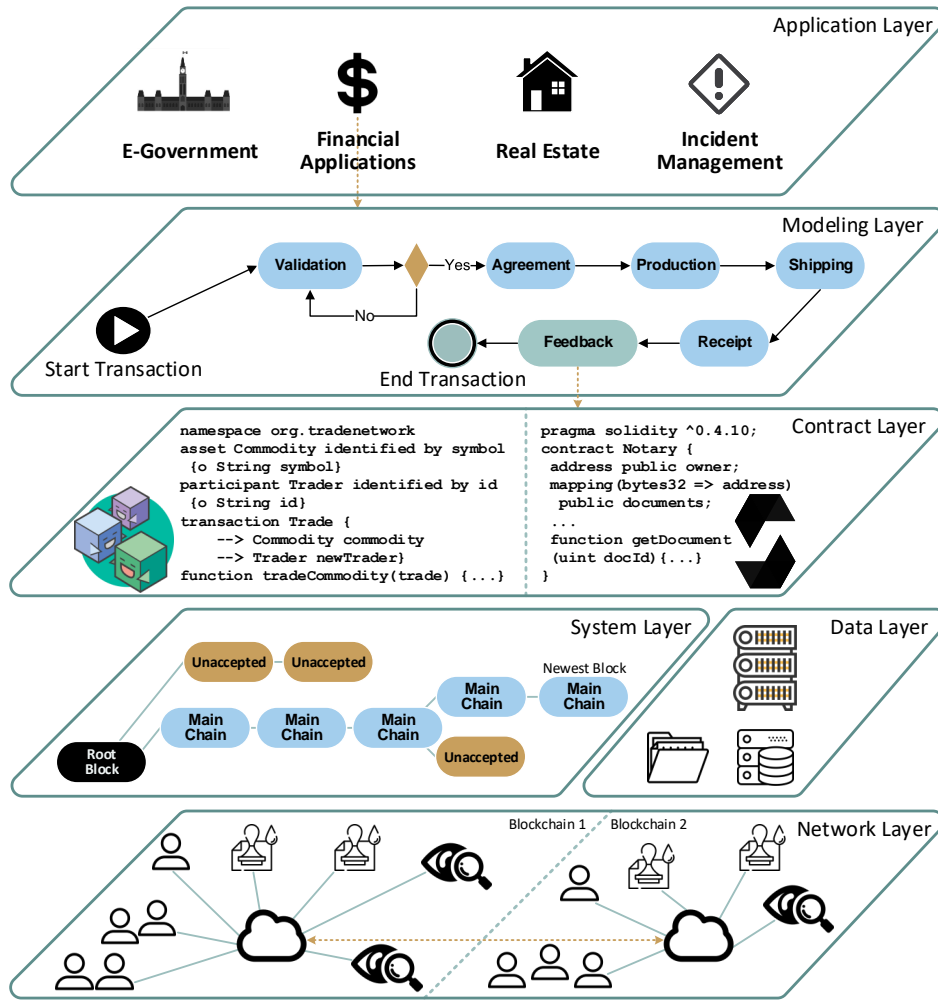 Application Layer
E-Government
Financial
Applications
Real Estate
Incident
Management
Modeling Layer
Validation
Yes
Agreement
Production
Shipping
No
Start Transaction
End Transaction
Feedback
Receipt
Contract Layer
namespace org.tradenetwork
asset Commodity identified by symbol
{o String symbol}
participant Trader identified by id
{o String id}
transaction Trade {
--> Commodity commodity
--> Trader newTrader}
function tradeCommodity(trade) {...}
pragma solidity ^0.4.10;
contract Notary {
address public owner;
mapping(bytes32 => address)
public documents;
...
function getDocument
(uint docId){...}
}
System Layer
Unaccepted
Unaccepted
Newest Block
Main
Chain
Main
Chain
Main
Chain
Main
Chain
Main
Chain
Root
Block
Unaccepted
Data Layer
Network Layer
Blockchain 1
Blockchain 2